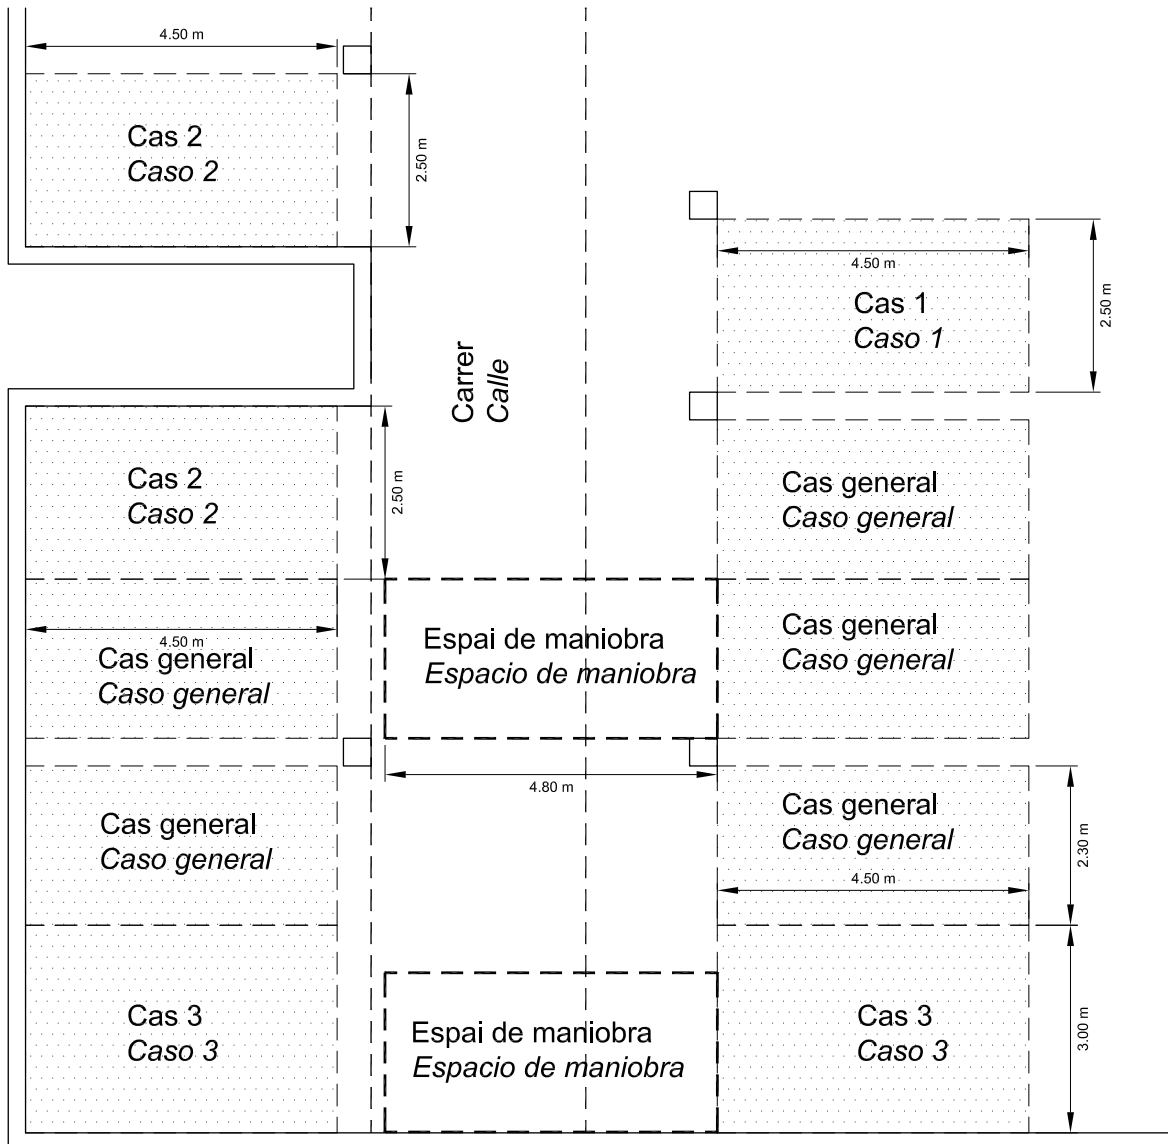 4.50 m
Cas 2
Caso 2
2.50 m
4.50 m
Cas 1
Caso 1
2.50 m
Carrer
Calle
Cas 2
Caso 2
2.50 m
Cas general
Caso general
4.50 m
Cas general
Caso general
Espai de maniobra
Espacio de maniobra
Cas general
Caso general
4.80 m
Cas general
Caso general
Cas general
Caso general
4.50 m
2.30 m
Cas 3
Caso 3
Espai de maniobra
Espacio de maniobra
Cas 3
Caso 3
3.00 m